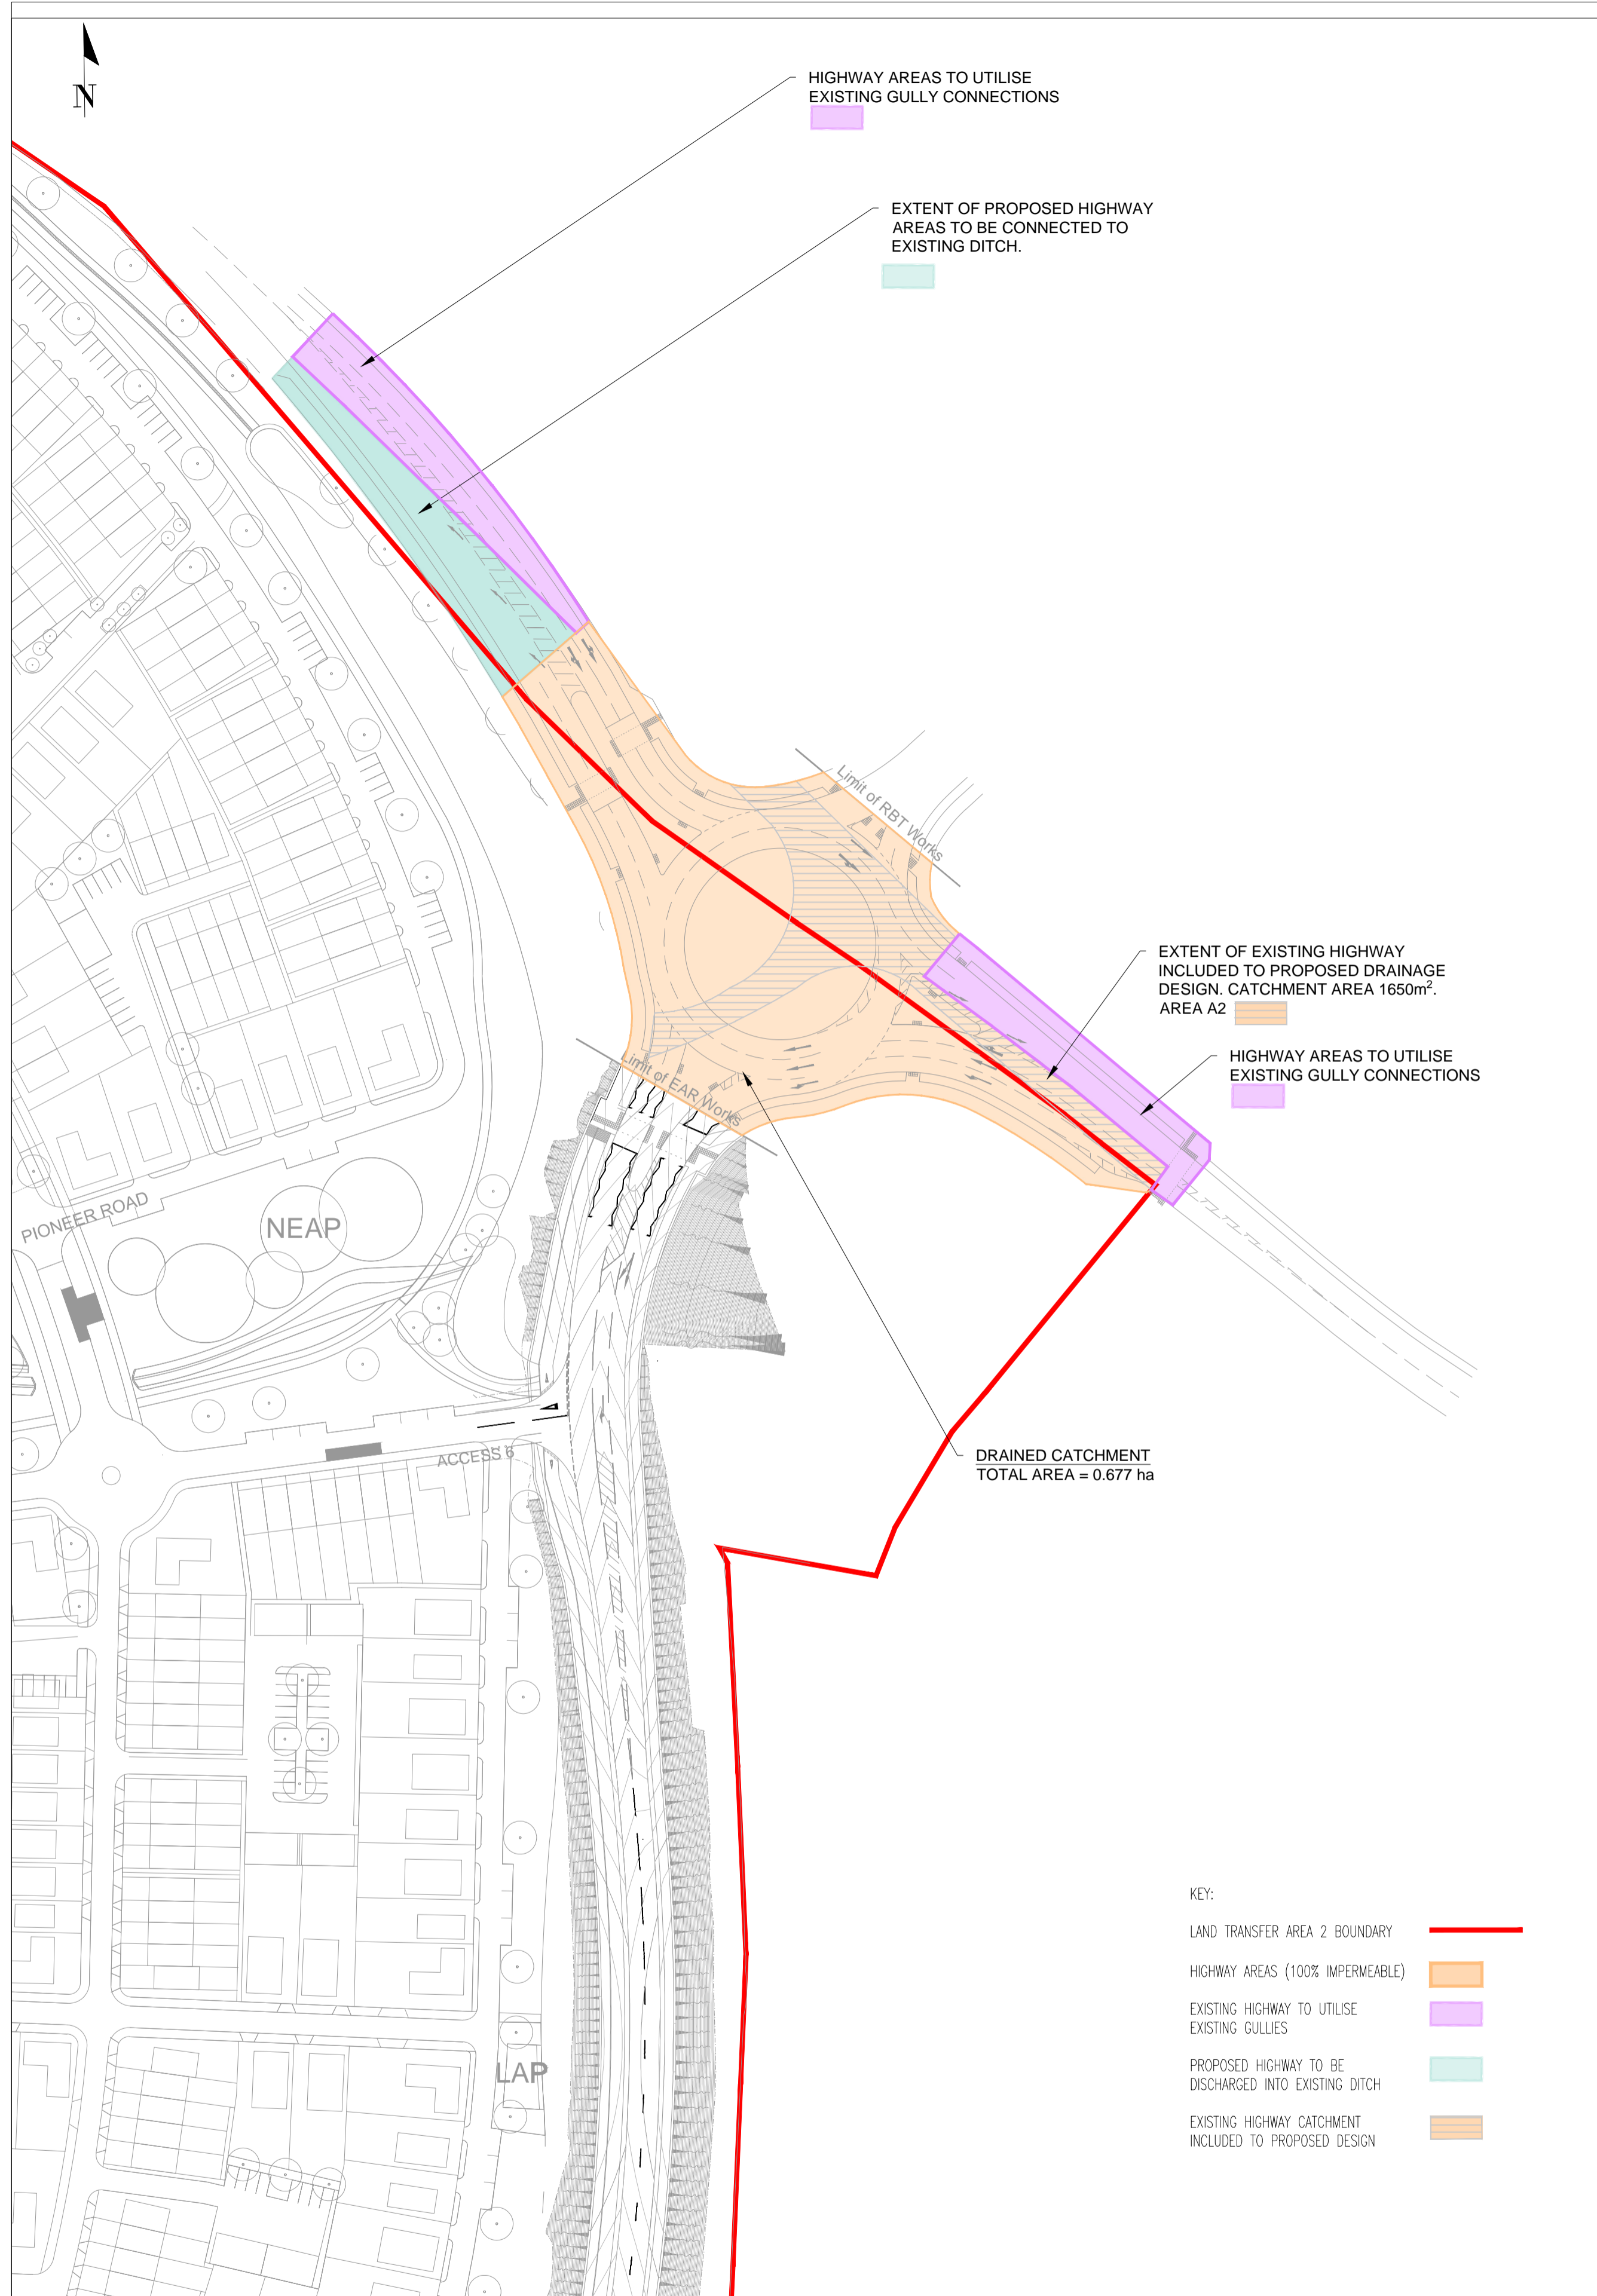 N
HIGHWAY AREAS TO UTILISE
EXISTING GULLY CONNECTIONS
EXTENT OF PROPOSED HIGHWAY
AREAS TO BE CONNECTED TO
EXISTING DITCH.
Limit of RBT Works
EXTENT OF EXISTING HIGHWAY
INCLUDED TO PROPOSED DRAINAGE
DESIGN. CATCHMENT AREA 1650m².
AREA A2
HIGHWAY AREAS TO UTILISE
EXISTING GULLY CONNECTIONS
Limit of EAR Works
PIONEER ROAD
NEAP
ACCESS 6
DRAINED CATCHMENT
TOTAL AREA = 0.677 ha
LAP
KEY:
LAND TRANSFER AREA 2 BOUNDARY
HIGHWAY AREAS (100% IMPERMEABLE)
EXISTING HIGHWAY TO UTILISE
EXISTING GULLIES
PROPOSED HIGHWAY TO BE
DISCHARGED INTO EXISTING DITCH
EXISTING HIGHWAY CATCHMENT
INCLUDED TO PROPOSED DESIGN